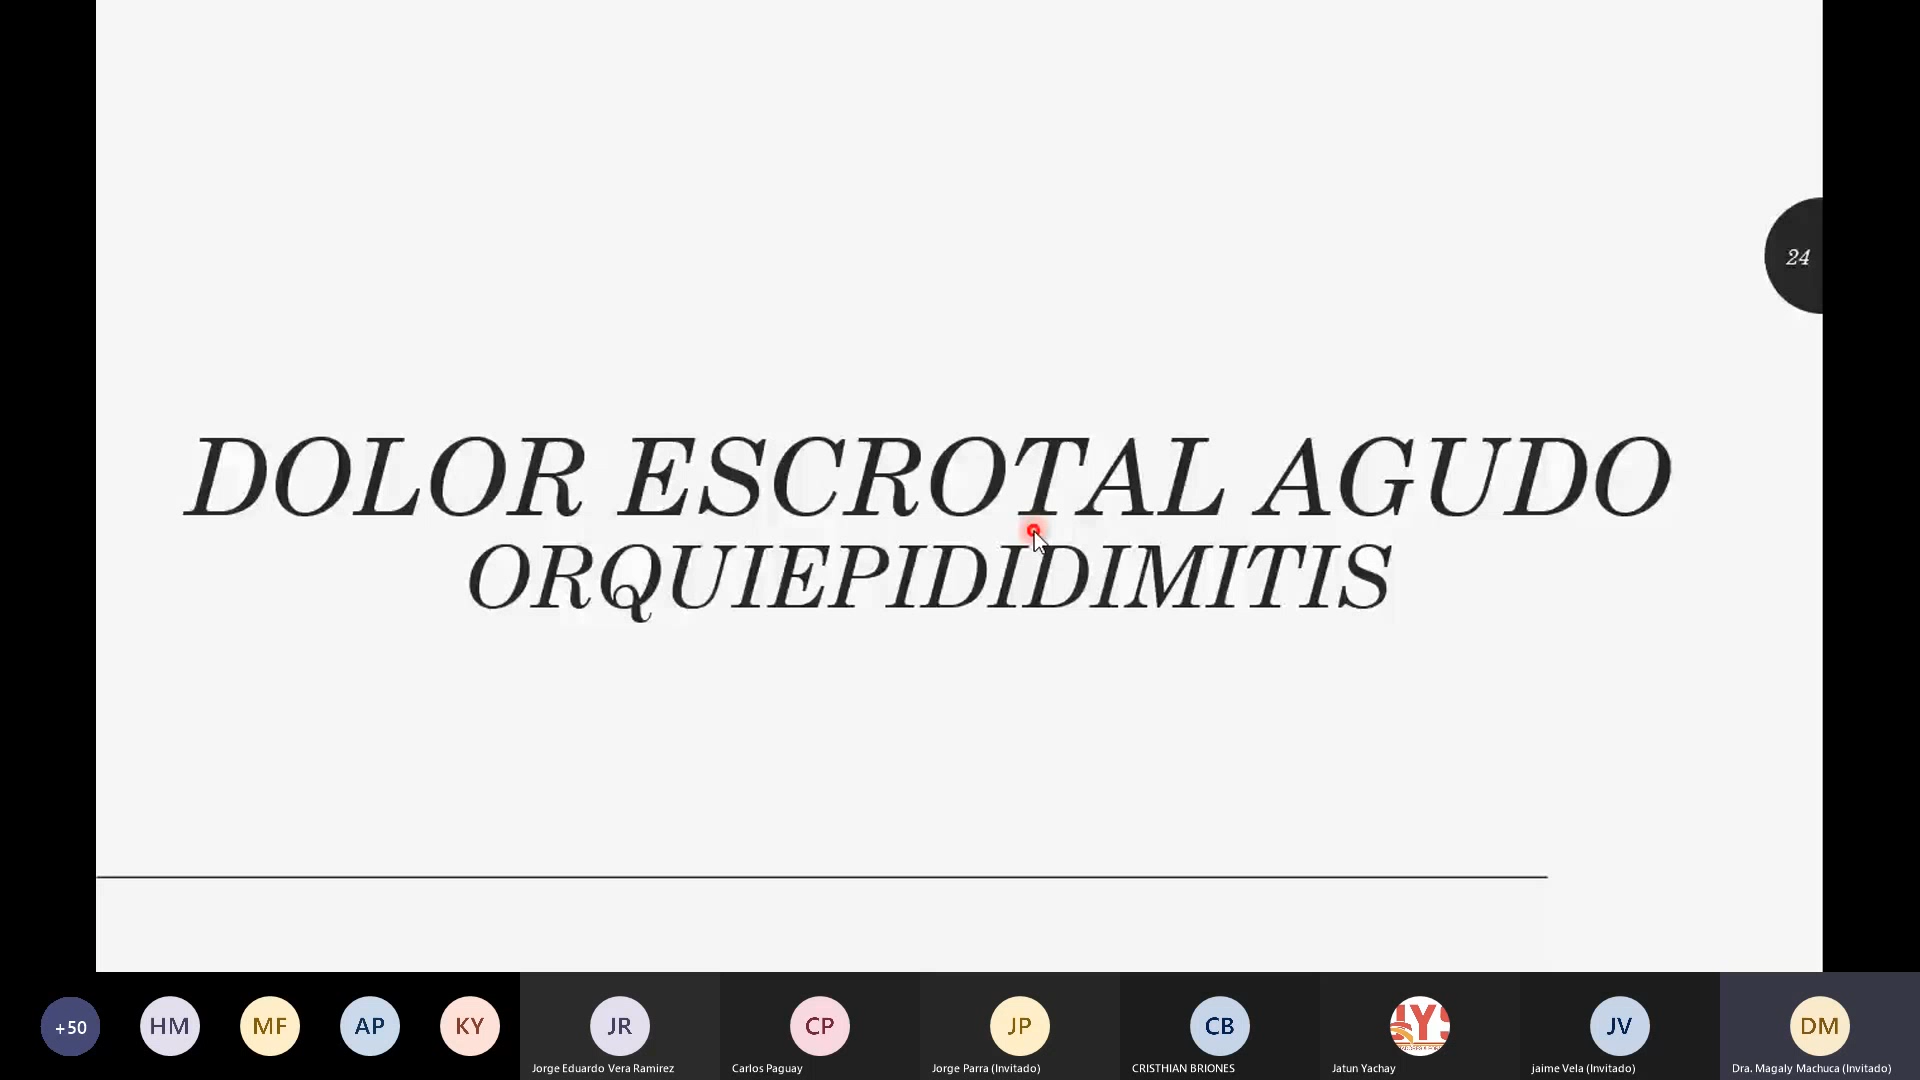 24
DOLOR ESCROTAL AGUDO
ORQUIEPIDIDIMITIS
+50
HM
MF
AP
KY
JR
CP
JP
CB
JV
DM
Jorge Eduardo Vera Ramirez
Carlos Paguay
Jorge Parra (Invitado)
CRISTHIAN BRIONES
Jatun Yachay
jaime Vela (Invitado)
Dra. Magaly Machuca (Invitado)